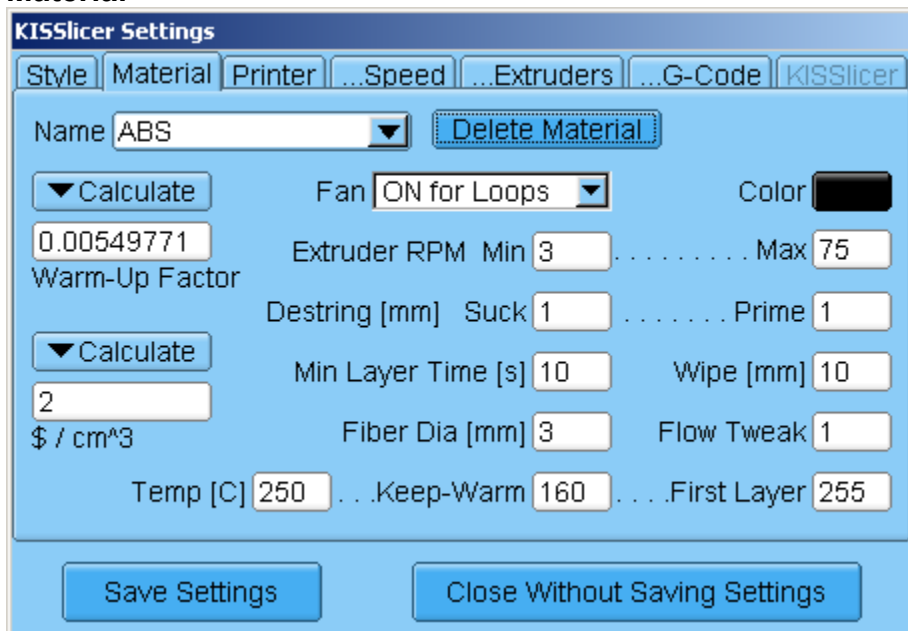 KISSlicer Settings
Style Material Printer ...Speed ...Extruders ...G-Code KISSlicer
Name ABS Delete Material
Calculate Fan ON for Loops Color
0.00549771 Extruder RPM Min 3 ......... Max 75
Warm-Up Factor
Destring [mm] Suck 1 ....... Prime 1
Calculate Min Layer Time [s] 10 Wipe [mm] 10
2
$ / cm^3 Fiber Dia [mm] 3 Flow Tweak 1
Temp [C] 250 ...Keep-Warm 160 ....First Layer 255
Save Settings Close Without Saving Settings